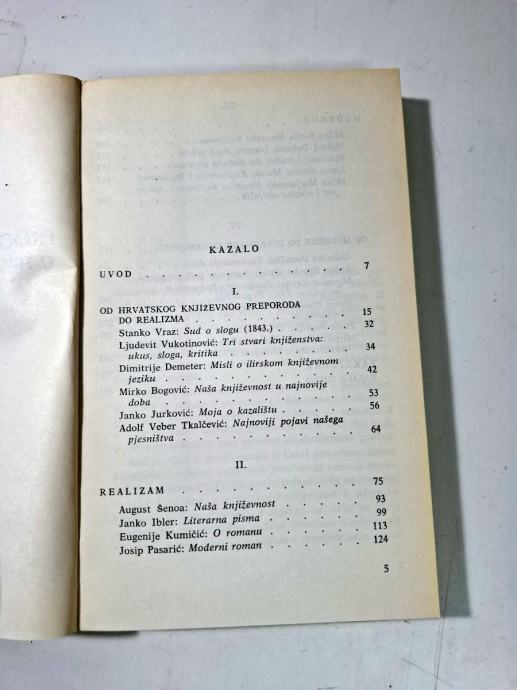 KAZALO
UVOD . . . . . . . . . . . . 7
I.
OD HRVATSKOG KNJIŽEVNOG PREPORODA
DO REALIZMA . . . . . . . . . 15
Stanko Vraz: Sud o slogu (1843.) . . . . . 32
Ljudevit Vukotinović: Tri stvari knjiženstva:
ukus, sloga, kritika . . . . . . . . 34
Dimitrije Demeter: Misli o ilirskom književnom
jeziku . . . . . . . . . . . 42
Mirko Bogović: Naša književnost u najnovije
doba . . . . . . . . . . . 53
Janko Jurković: Moja o kazalištu . . . . . 56
Adolf Veber Tkalčević: Najnoviji pojavi našega
pjesništva . . . . . . . . . . 64
II.
REALIZAM . . . . . . . . . . 75
August Šenoa: Naša književnost . . . . . 93
Janko Ibler: Literarna pisma . . . . . . 99
Eugenije Kumičić: O romanu . . . . . . 113
Josip Pasarić: Moderni roman . . . . . . 124
5